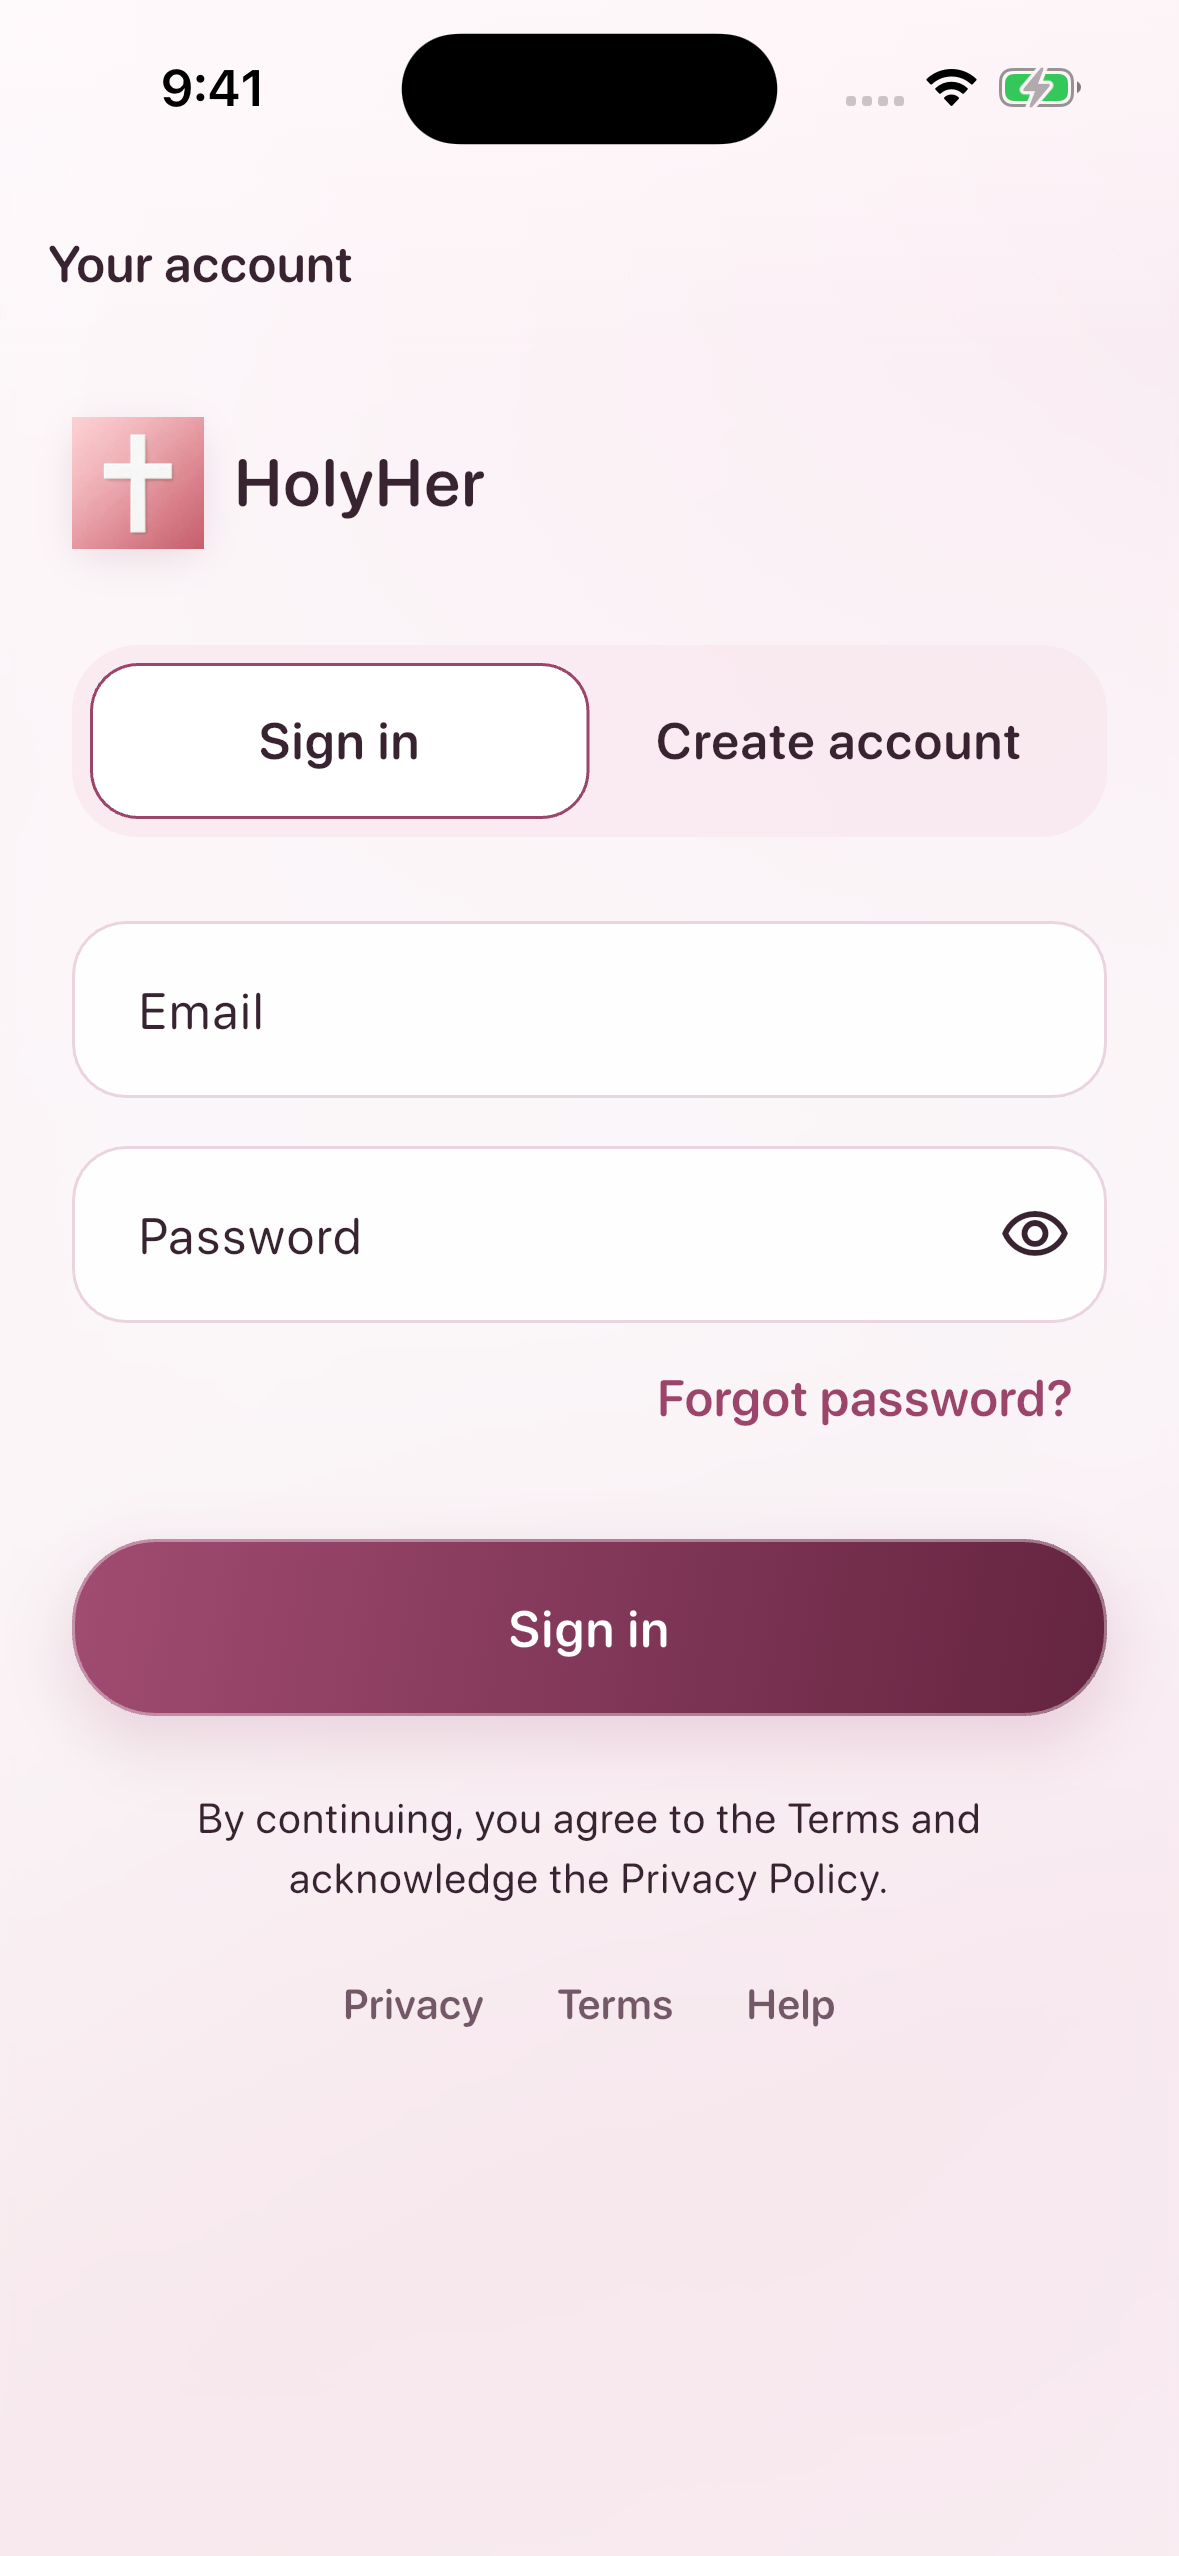 9:41
Your account
HolyHer
Sign in
Create account
Email
Password
Forgot password?
Sign in
By continuing, you agree to the Terms and
acknowledge the Privacy Policy.
Privacy
Terms
Help